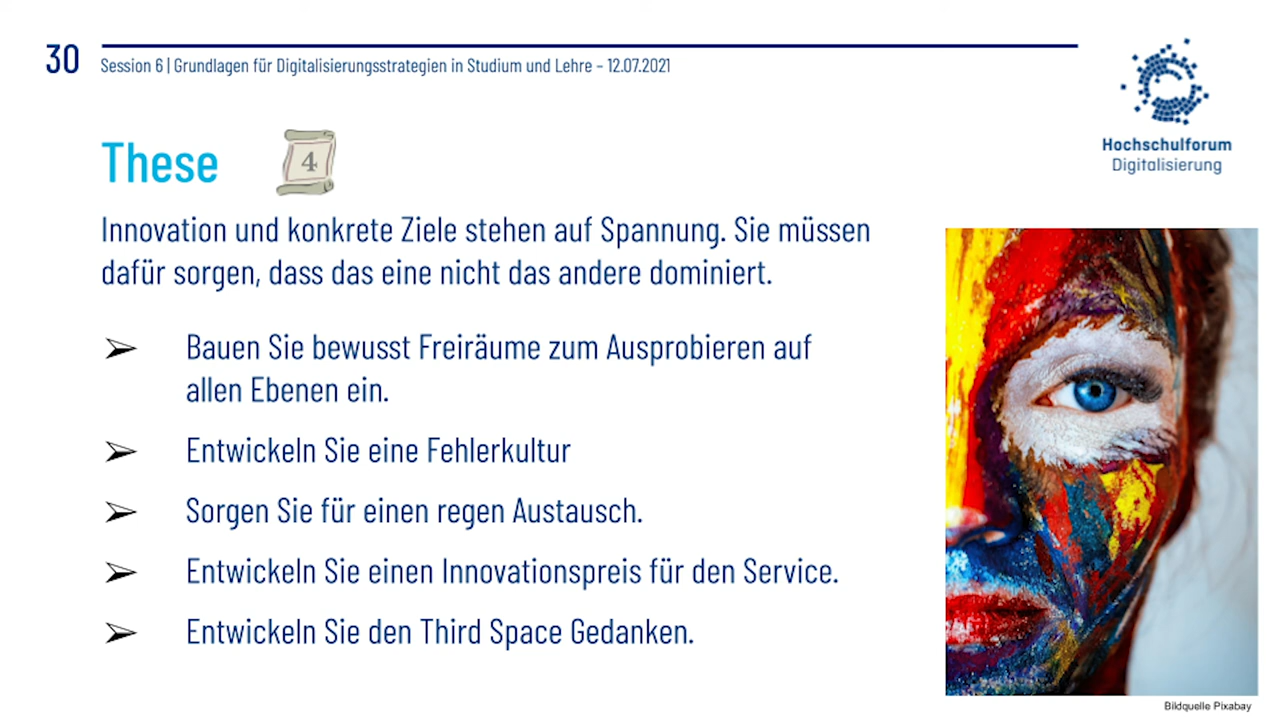 30
Session 6 | Grundlagen für Digitalisierungsstrategien in Studium und Lehre – 12.07.2021
Hochschulforum
Digitalisierung
These
4
Innovation und konkrete Ziele stehen auf Spannung. Sie müssen
dafür sorgen, dass das eine nicht das andere dominiert.
➢ Bauen Sie bewusst Freiräume zum Ausprobieren auf
allen Ebenen ein.
➢ Entwickeln Sie eine Fehlerkultur
➢ Sorgen Sie für einen regen Austausch.
➢ Entwickeln Sie einen Innovationspreis für den Service.
➢ Entwickeln Sie den Third Space Gedanken.
Bildquelle Pixabay